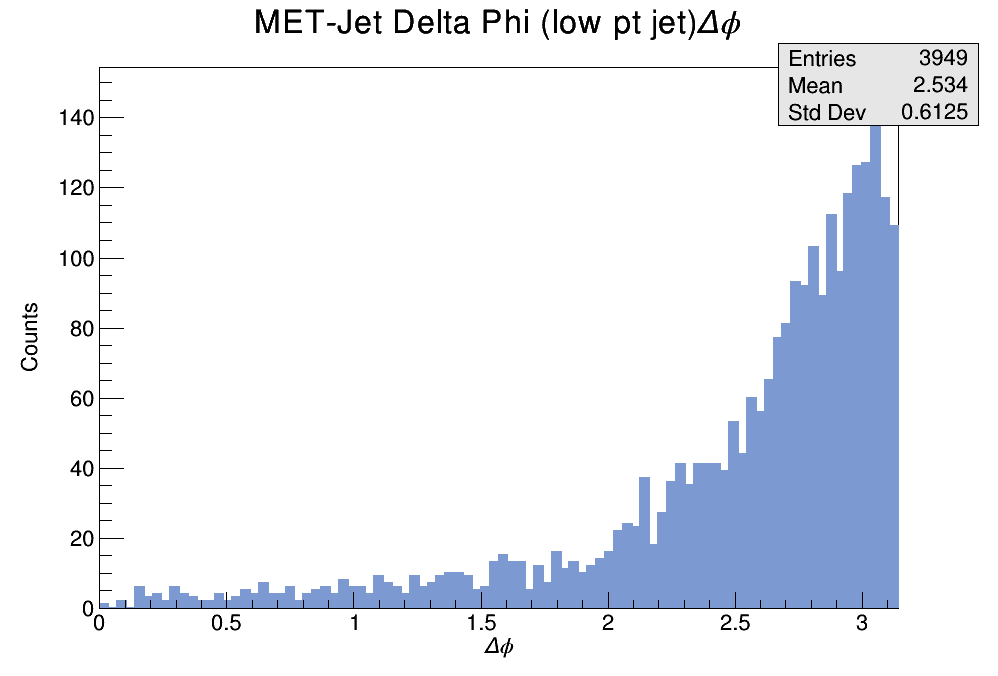 MET-Jet Delta Phi (low pt jet)Δϕ
Entries 3949
Mean 2.534
Std Dev 0.6125
140
120
100
80
60
40
20
0
Counts
0 0.5 1 1.5 2 2.5 3
Δϕ